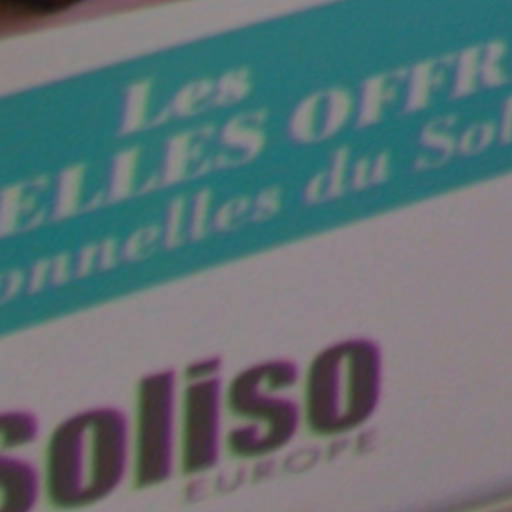 Les
ELLES OFFR
onnelles du Sol
soliso
EUROPE